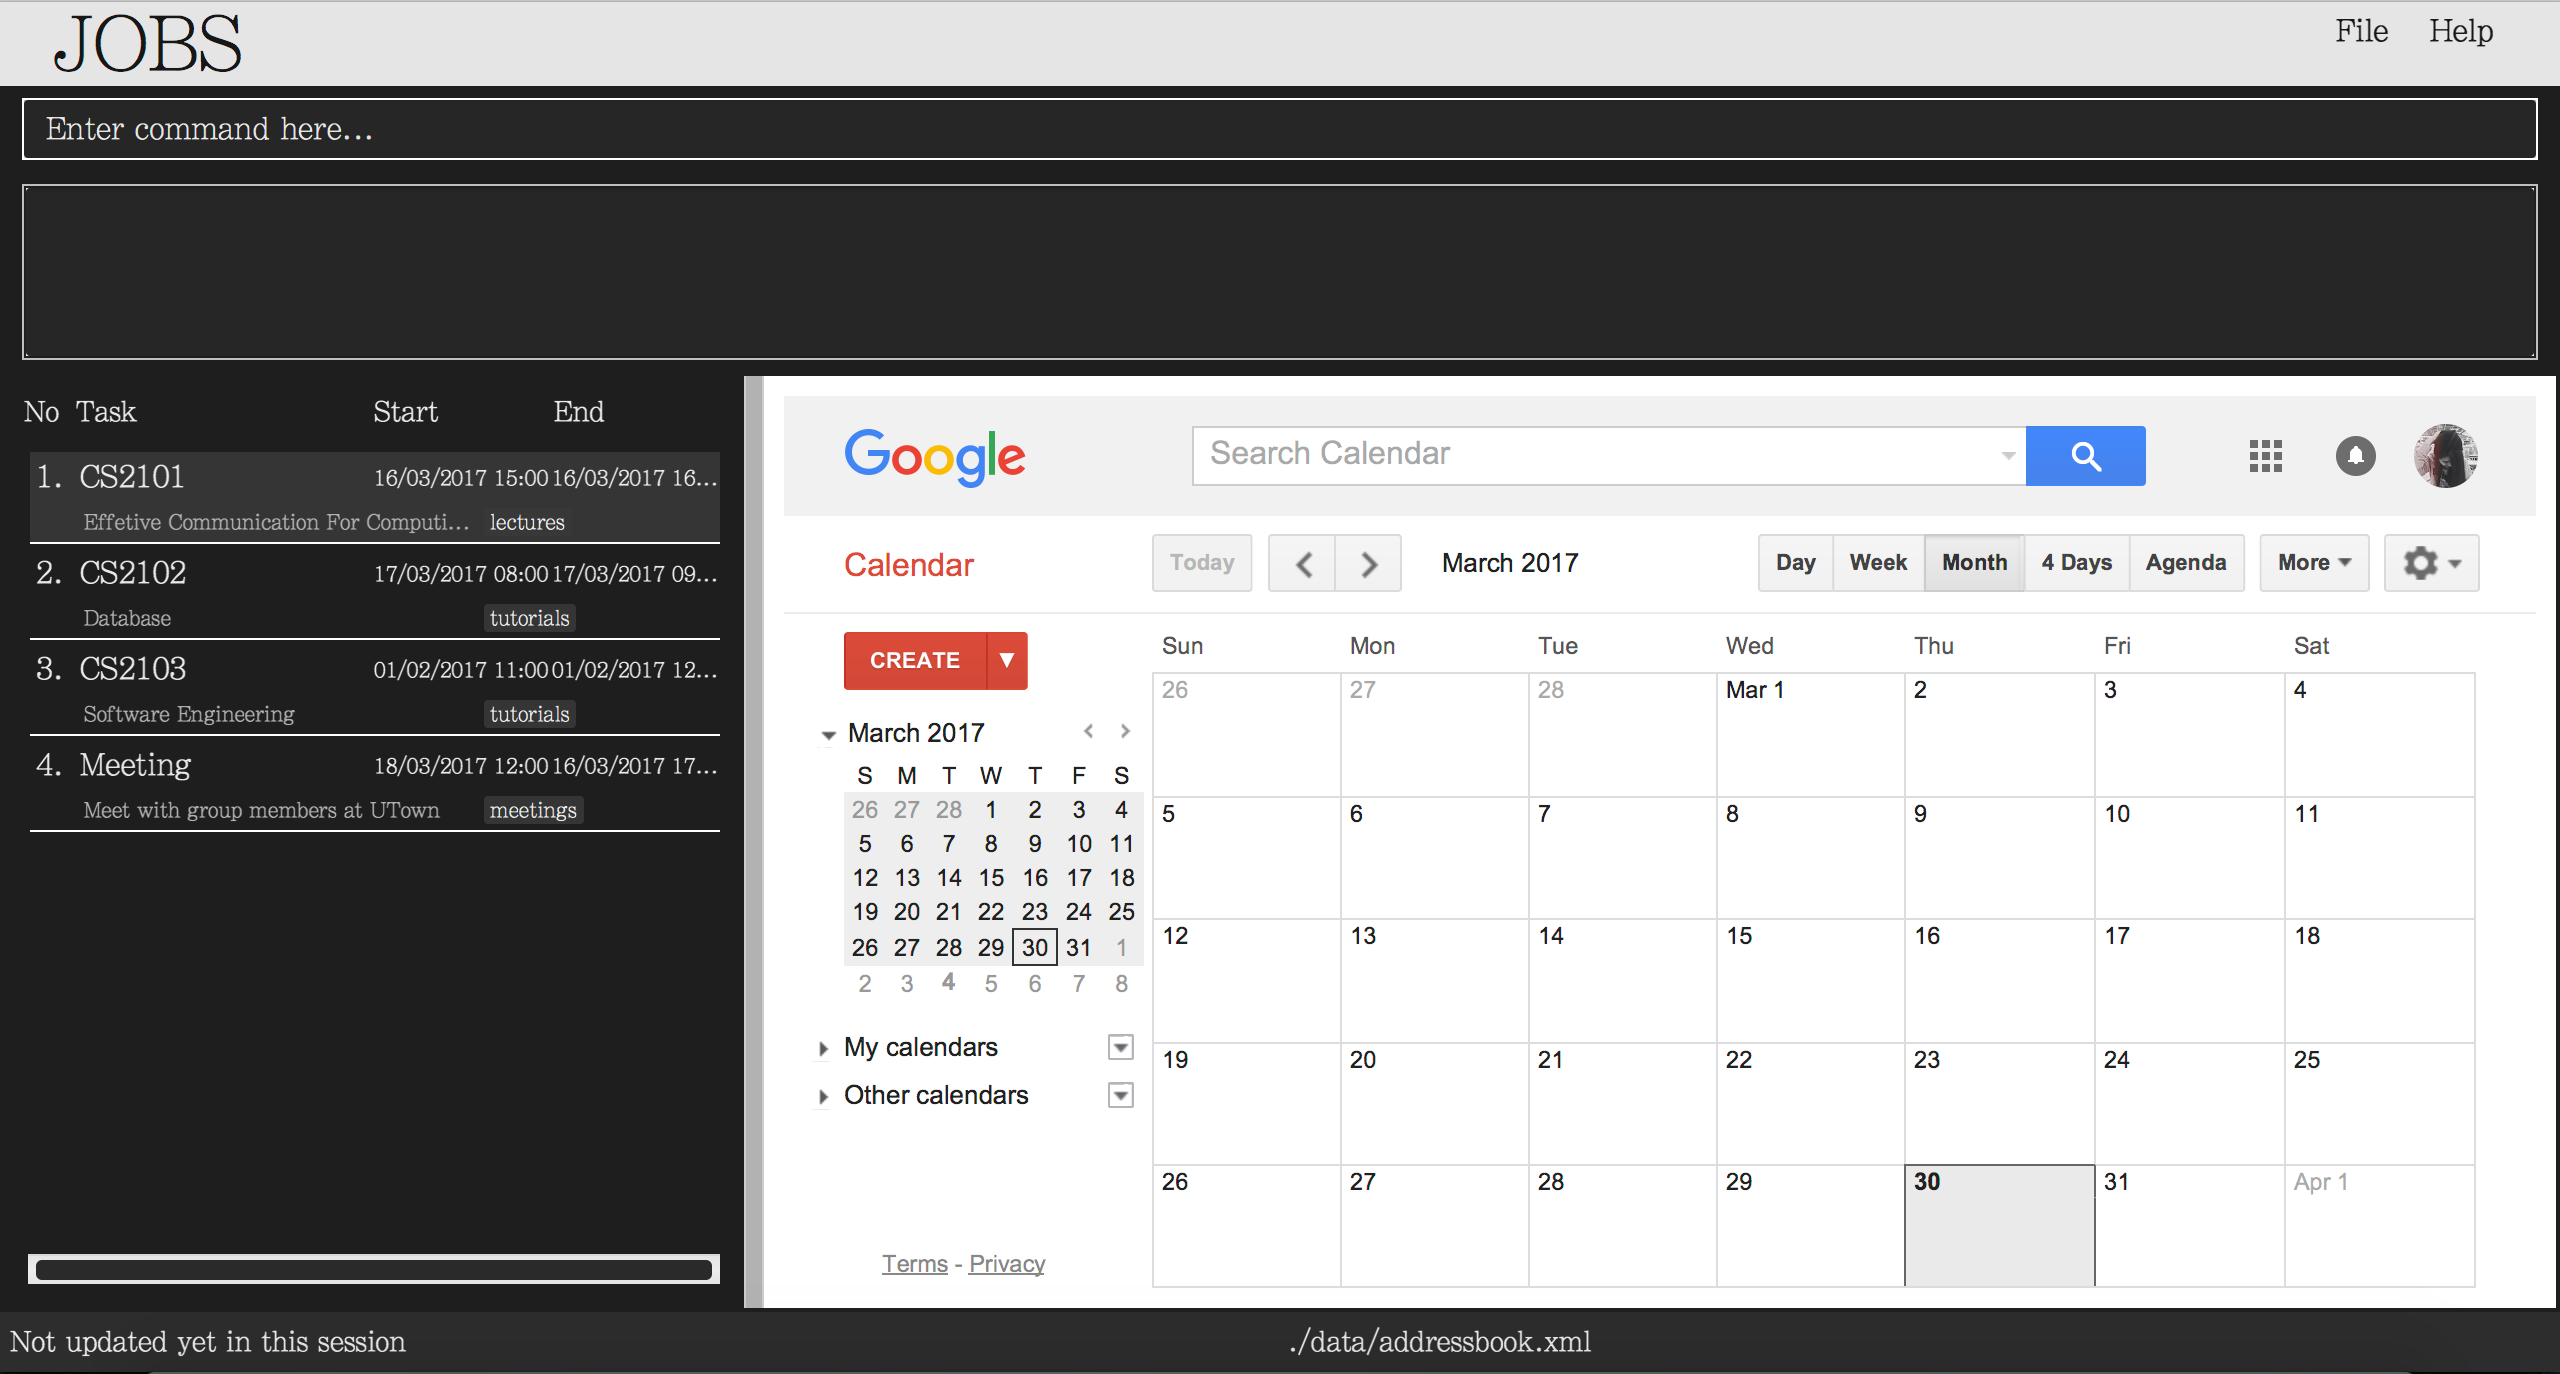 JOBS File Help
Enter command here...
No Task Start End
1. CS2101 16/03/2017 15:00 16/03/2017 16...
Effetive Communication For Computi... lectures
2. CS2102 17/03/2017 08:00 17/03/2017 09...
Database tutorials
3. CS2103 01/02/2017 11:00 01/02/2017 12...
Software Engineering tutorials
4. Meeting 18/03/2017 12:00 16/03/2017 17...
Meet with group members at UTown meetings
Google Search Calendar
Calendar Today March 2017 Day Week Month 4 Days Agenda More
CREATE
March 2017
S M T W T F S
26 27 28 1 2 3 4
5 6 7 8 9 10 11
12 13 14 15 16 17 18
19 20 21 22 23 24 25
26 27 28 29 30 31 1
2 3 4 5 6 7 8
My calendars
Other calendars
Terms - Privacy
Sun Mon Tue Wed Thu Fri Sat
26 27 28 Mar 1 2 3 4
5 6 7 8 9 10 11
12 13 14 15 16 17 18
19 20 21 22 23 24 25
26 27 28 29 30 31 Apr 1
Not updated yet in this session ./data/addressbook.xml